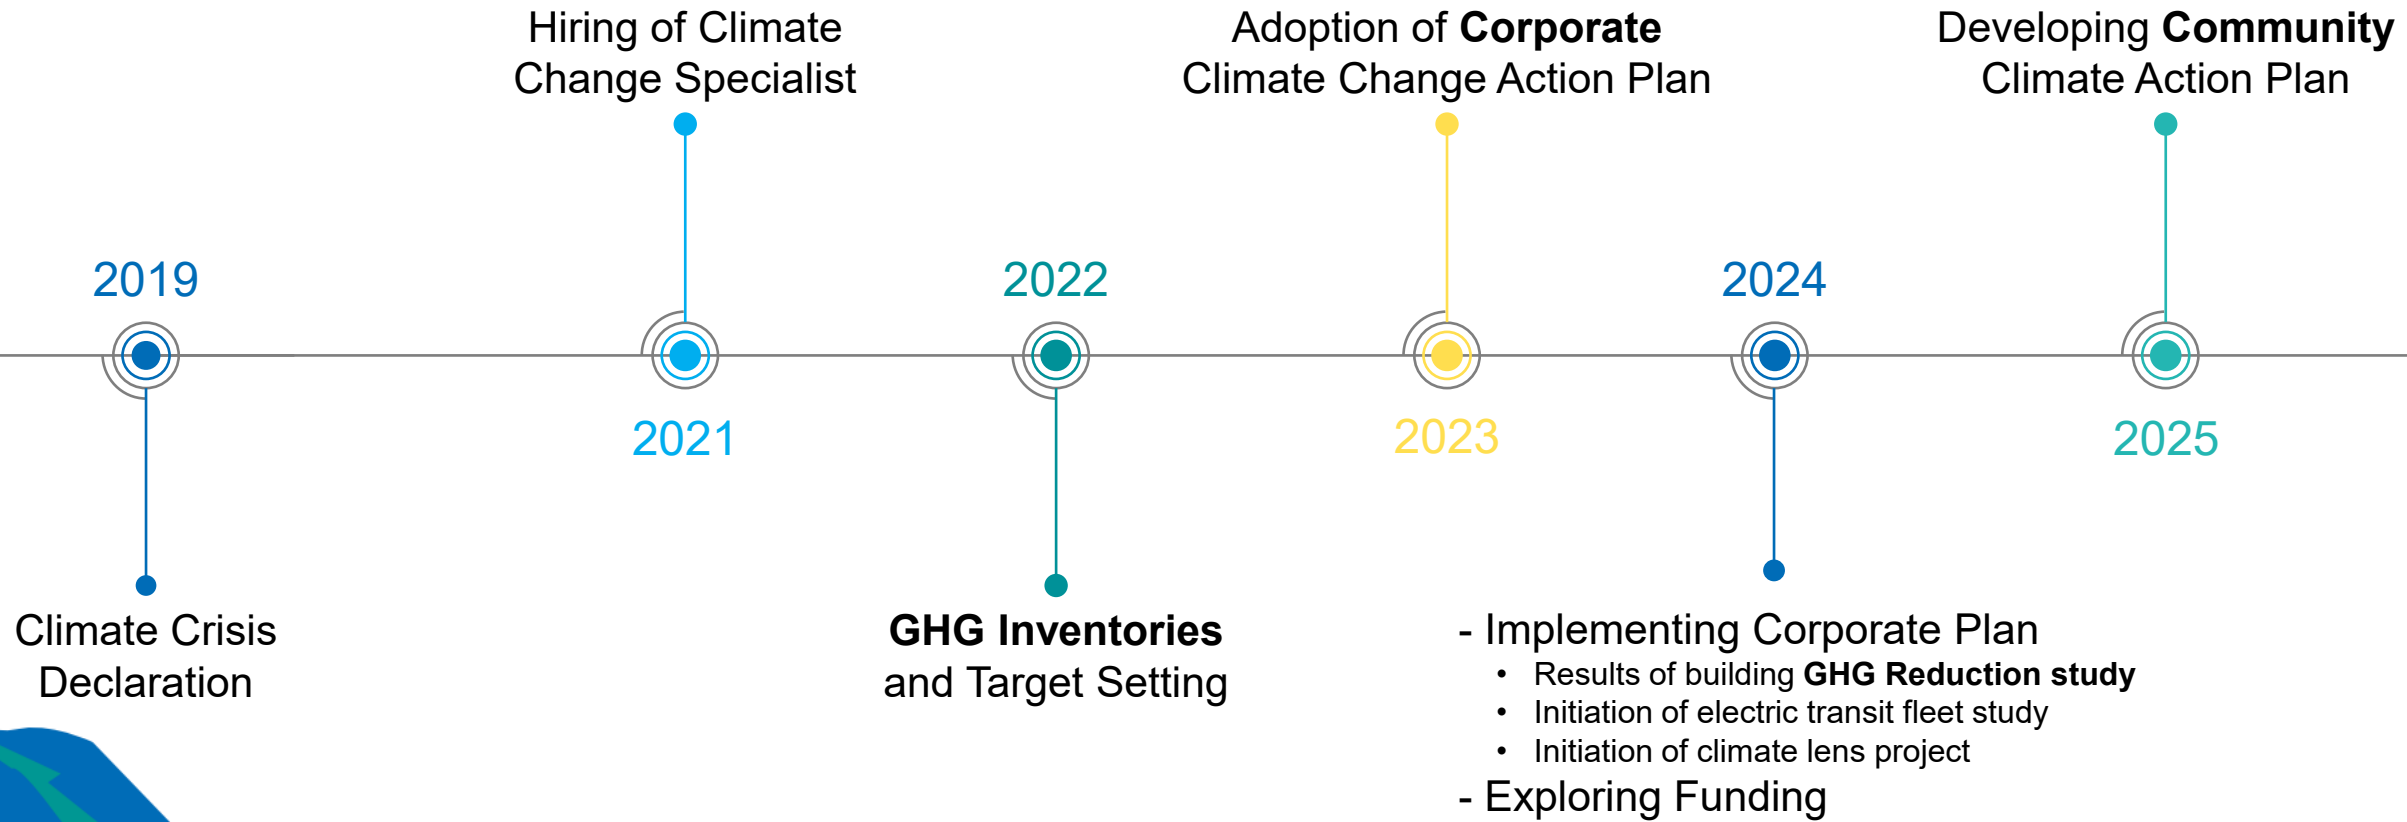 Hiring of Climate
Change Specialist
Adoption of Corporate
Climate Change Action Plan
Developing Community
Climate Action Plan
2019
2022
2024
2021
2023
2025
Climate Crisis
Declaration
GHG Inventories
and Target Setting
- Implementing Corporate Plan
• Results of building GHG Reduction study
• Initiation of electric transit fleet study
• Initiation of climate lens project
- Exploring Funding